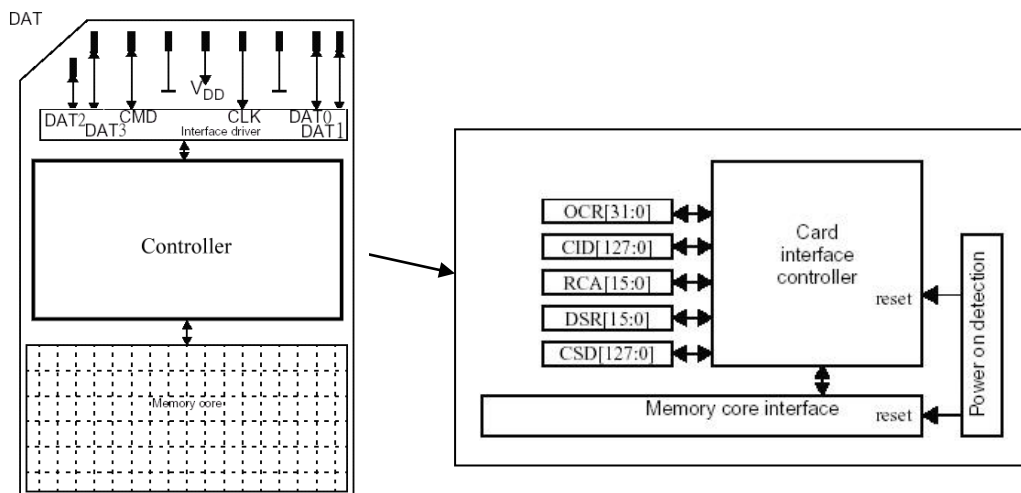 DAT
V
DD
DAT2
CMD
CLK
DAT0
DAT3
Interface driver
DAT1
Controller
Memory core
OCR[31:0]
CID[127:0]
RCA[15:0]
DSR[15:0]
CSD[127:0]
Card
interface
controller
reset
Memory core interface
reset
Power on detection